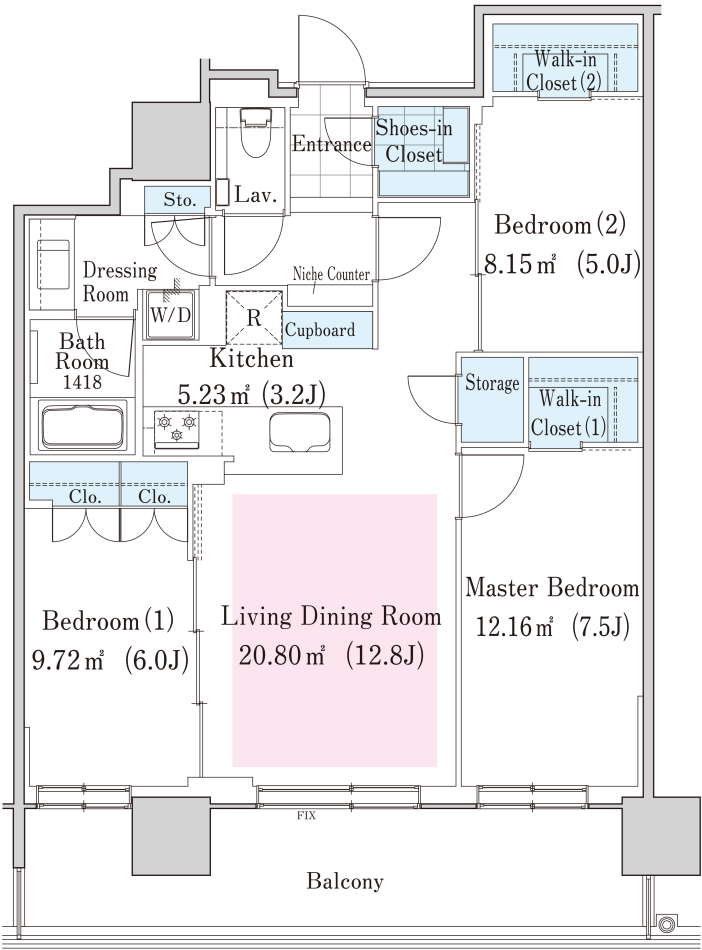 Walk-in
Closet(2)
Shoes-in
Closet
Entrance
Lav.
Sto.
Bedroom(2)
8.15㎡ (5.0J)
Dressing
Room
Niche Counter
W/D
R
Cupboard
Bath
Room
1418
Kitchen
5.23㎡(3.2J)
Storage
Walk-in
Closet(1)
Clo.
Clo.
Master Bedroom
12.16㎡ (7.5J)
Living Dining Room
20.80㎡ (12.8J)
Bedroom(1)
9.72㎡ (6.0J)
FIX
Balcony